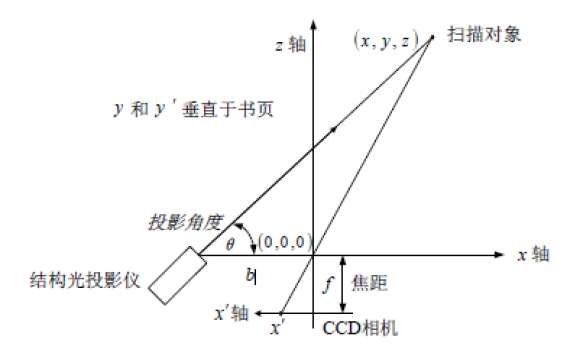 z 轴
(x, y, z)
扫描对象
y 和 y ' 垂直于书页
投影角度
θ
(0,0,0)
x 轴
结构光投影仪
b
f 焦距
x′轴
x′
CCD相机